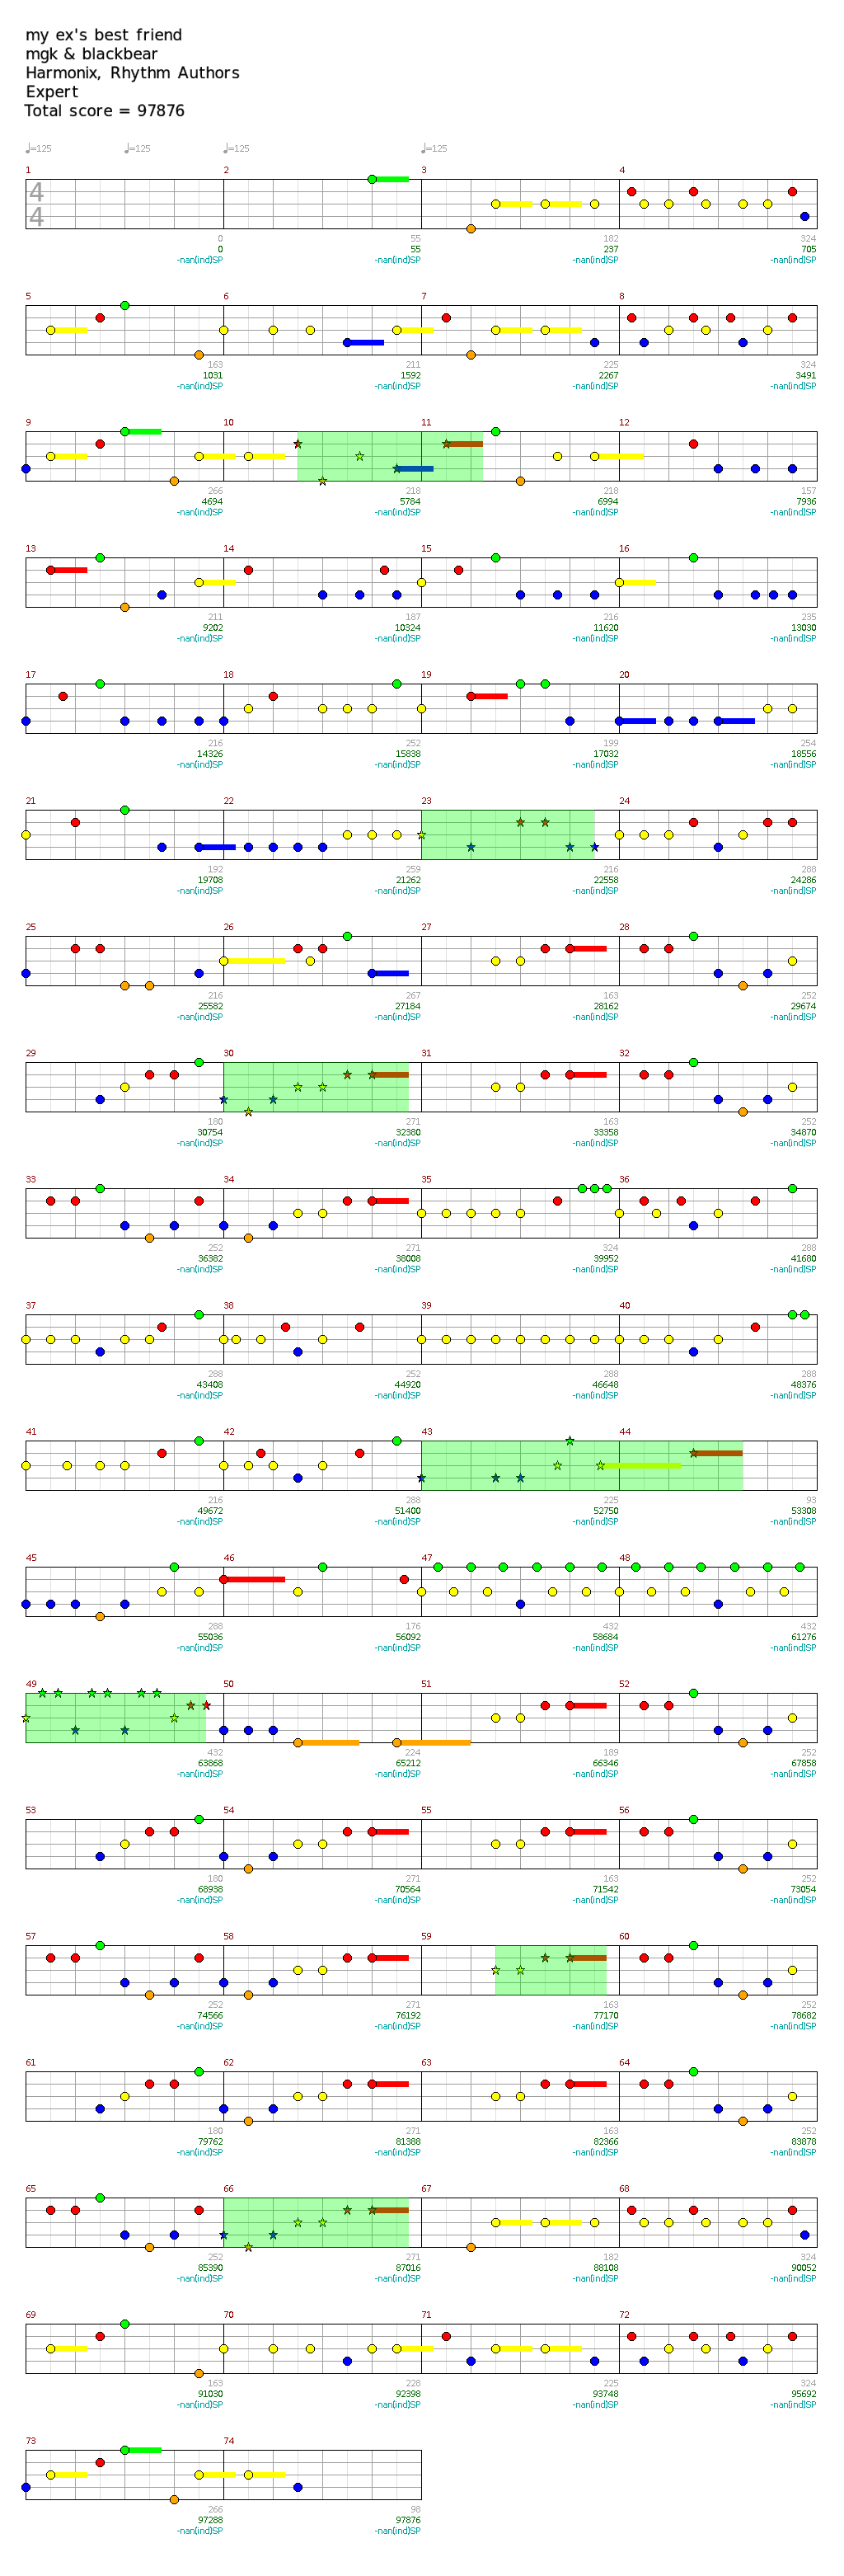 my ex's best friend
mgk & blackbear
Harmonix, Rhythm Authors
Expert
Total score = 97876
♩=125 ♩=125 ♩=125 ♩=125
1 2 3 4
4
4
0 55 182 324
0 55 237 705
-nan(ind)SP -nan(ind)SP -nan(ind)SP -nan(ind)SP
5 6 7 8
163 211 225 324
1031 1592 2267 3491
-nan(ind)SP -nan(ind)SP -nan(ind)SP -nan(ind)SP
9 10 11 12
266 218 218 157
4694 5784 6994 7936
-nan(ind)SP -nan(ind)SP -nan(ind)SP -nan(ind)SP
13 14 15 16
211 187 216 235
9202 10324 11620 13030
-nan(ind)SP -nan(ind)SP -nan(ind)SP -nan(ind)SP
17 18 19 20
216 252 199 254
14326 15838 17032 18556
-nan(ind)SP -nan(ind)SP -nan(ind)SP -nan(ind)SP
21 22 23 24
192 259 216 288
19708 21262 22558 24286
-nan(ind)SP -nan(ind)SP -nan(ind)SP -nan(ind)SP
25 26 27 28
216 267 163 252
25582 27184 28162 29674
-nan(ind)SP -nan(ind)SP -nan(ind)SP -nan(ind)SP
29 30 31 32
180 271 163 252
30754 32380 33358 34870
-nan(ind)SP -nan(ind)SP -nan(ind)SP -nan(ind)SP
33 34 35 36
252 271 324 288
36382 38008 39952 41680
-nan(ind)SP -nan(ind)SP -nan(ind)SP -nan(ind)SP
37 38 39 40
288 252 288 288
43408 44920 46648 48376
-nan(ind)SP -nan(ind)SP -nan(ind)SP -nan(ind)SP
41 42 43 44
216 288 225 93
49672 51400 52750 53308
-nan(ind)SP -nan(ind)SP -nan(ind)SP -nan(ind)SP
45 46 47 48
288 176 432 432
55036 56092 58684 61276
-nan(ind)SP -nan(ind)SP -nan(ind)SP -nan(ind)SP
49 50 51 52
432 224 189 252
63868 65212 66346 67858
-nan(ind)SP -nan(ind)SP -nan(ind)SP -nan(ind)SP
53 54 55 56
180 271 163 252
68938 70564 71542 73054
-nan(ind)SP -nan(ind)SP -nan(ind)SP -nan(ind)SP
57 58 59 60
252 271 163 252
74566 76192 77170 78682
-nan(ind)SP -nan(ind)SP -nan(ind)SP -nan(ind)SP
61 62 63 64
180 271 163 252
79762 81388 82366 83878
-nan(ind)SP -nan(ind)SP -nan(ind)SP -nan(ind)SP
65 66 67 68
252 271 182 324
85390 87016 88108 90052
-nan(ind)SP -nan(ind)SP -nan(ind)SP -nan(ind)SP
69 70 71 72
163 228 225 324
91030 92398 93748 95692
-nan(ind)SP -nan(ind)SP -nan(ind)SP -nan(ind)SP
73 74
266 98
97288 97876
-nan(ind)SP -nan(ind)SP